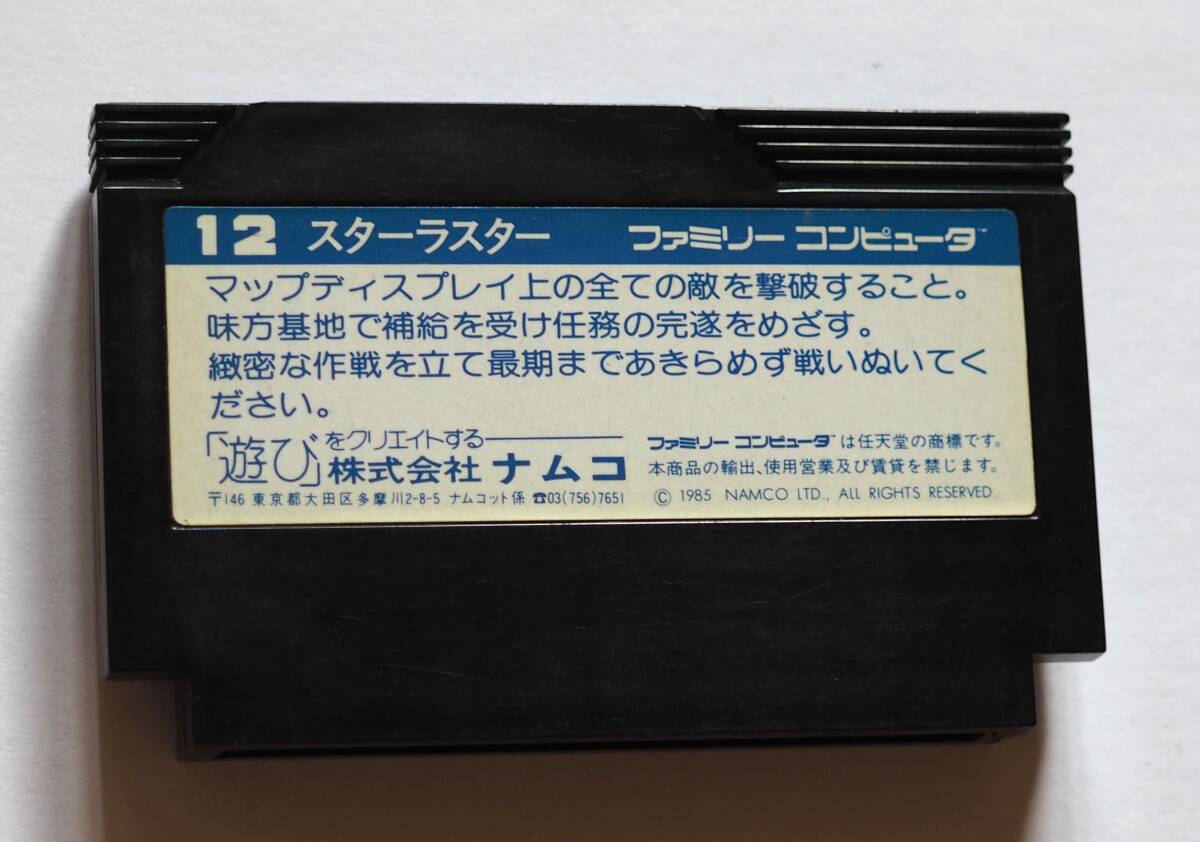 12 スターラスター ファミリー コンピュータ™
マップディスプレイ上の全ての敵を撃破すること。
味方基地で補給を受け任務の完遂をめざす。
緻密な作戦を立て最期まであきらめず戦いぬいてく
ださい。
「遊び」をクリエイトする
株式会社 ナムコ
〒146 東京都大田区多摩川2-8-5 ナムコット係 ☎03(756)7651
ファミリー コンピュータ™は任天堂の商標です。
本商品の輸出、使用営業及び賃貸を禁じます。
© 1985 NAMCO LTD., ALL RIGHTS RESERVED